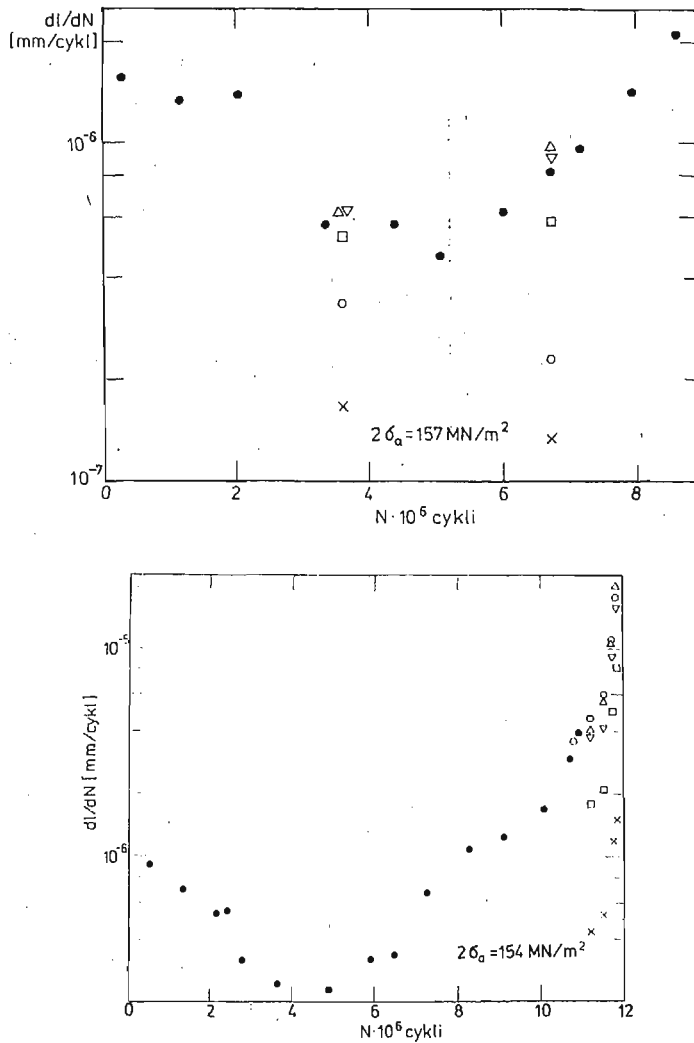 dl/dN
[mm/cykl]
10⁻⁶
10⁻⁷
2σₐ=157 MN/m²
0 2 4 6 8
N·10⁶ cykli
dl/dN [mm/cykl]
10⁻⁵
10⁻⁶
2σₐ=154 MN/m²
0 2 4 6 8 10 12
N·10⁶ cykli